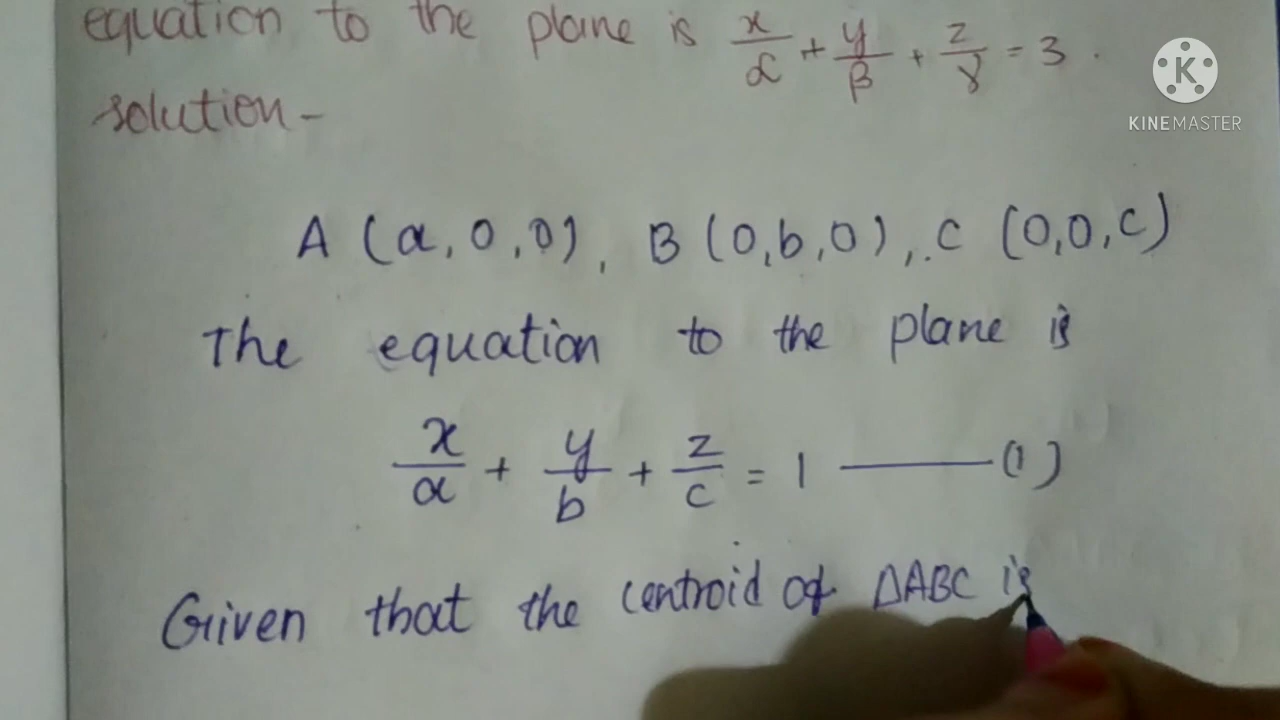 equation to the plane is x/α + y/β + z/γ = 3 .
solution -
K
KINEMASTER
A (a, 0, 0), B (0, b, 0), C (0, 0, c)
The equation to the plane is
x/a + y/b + z/c = 1 ——— (1)
Given that the centroid of ΔABC is